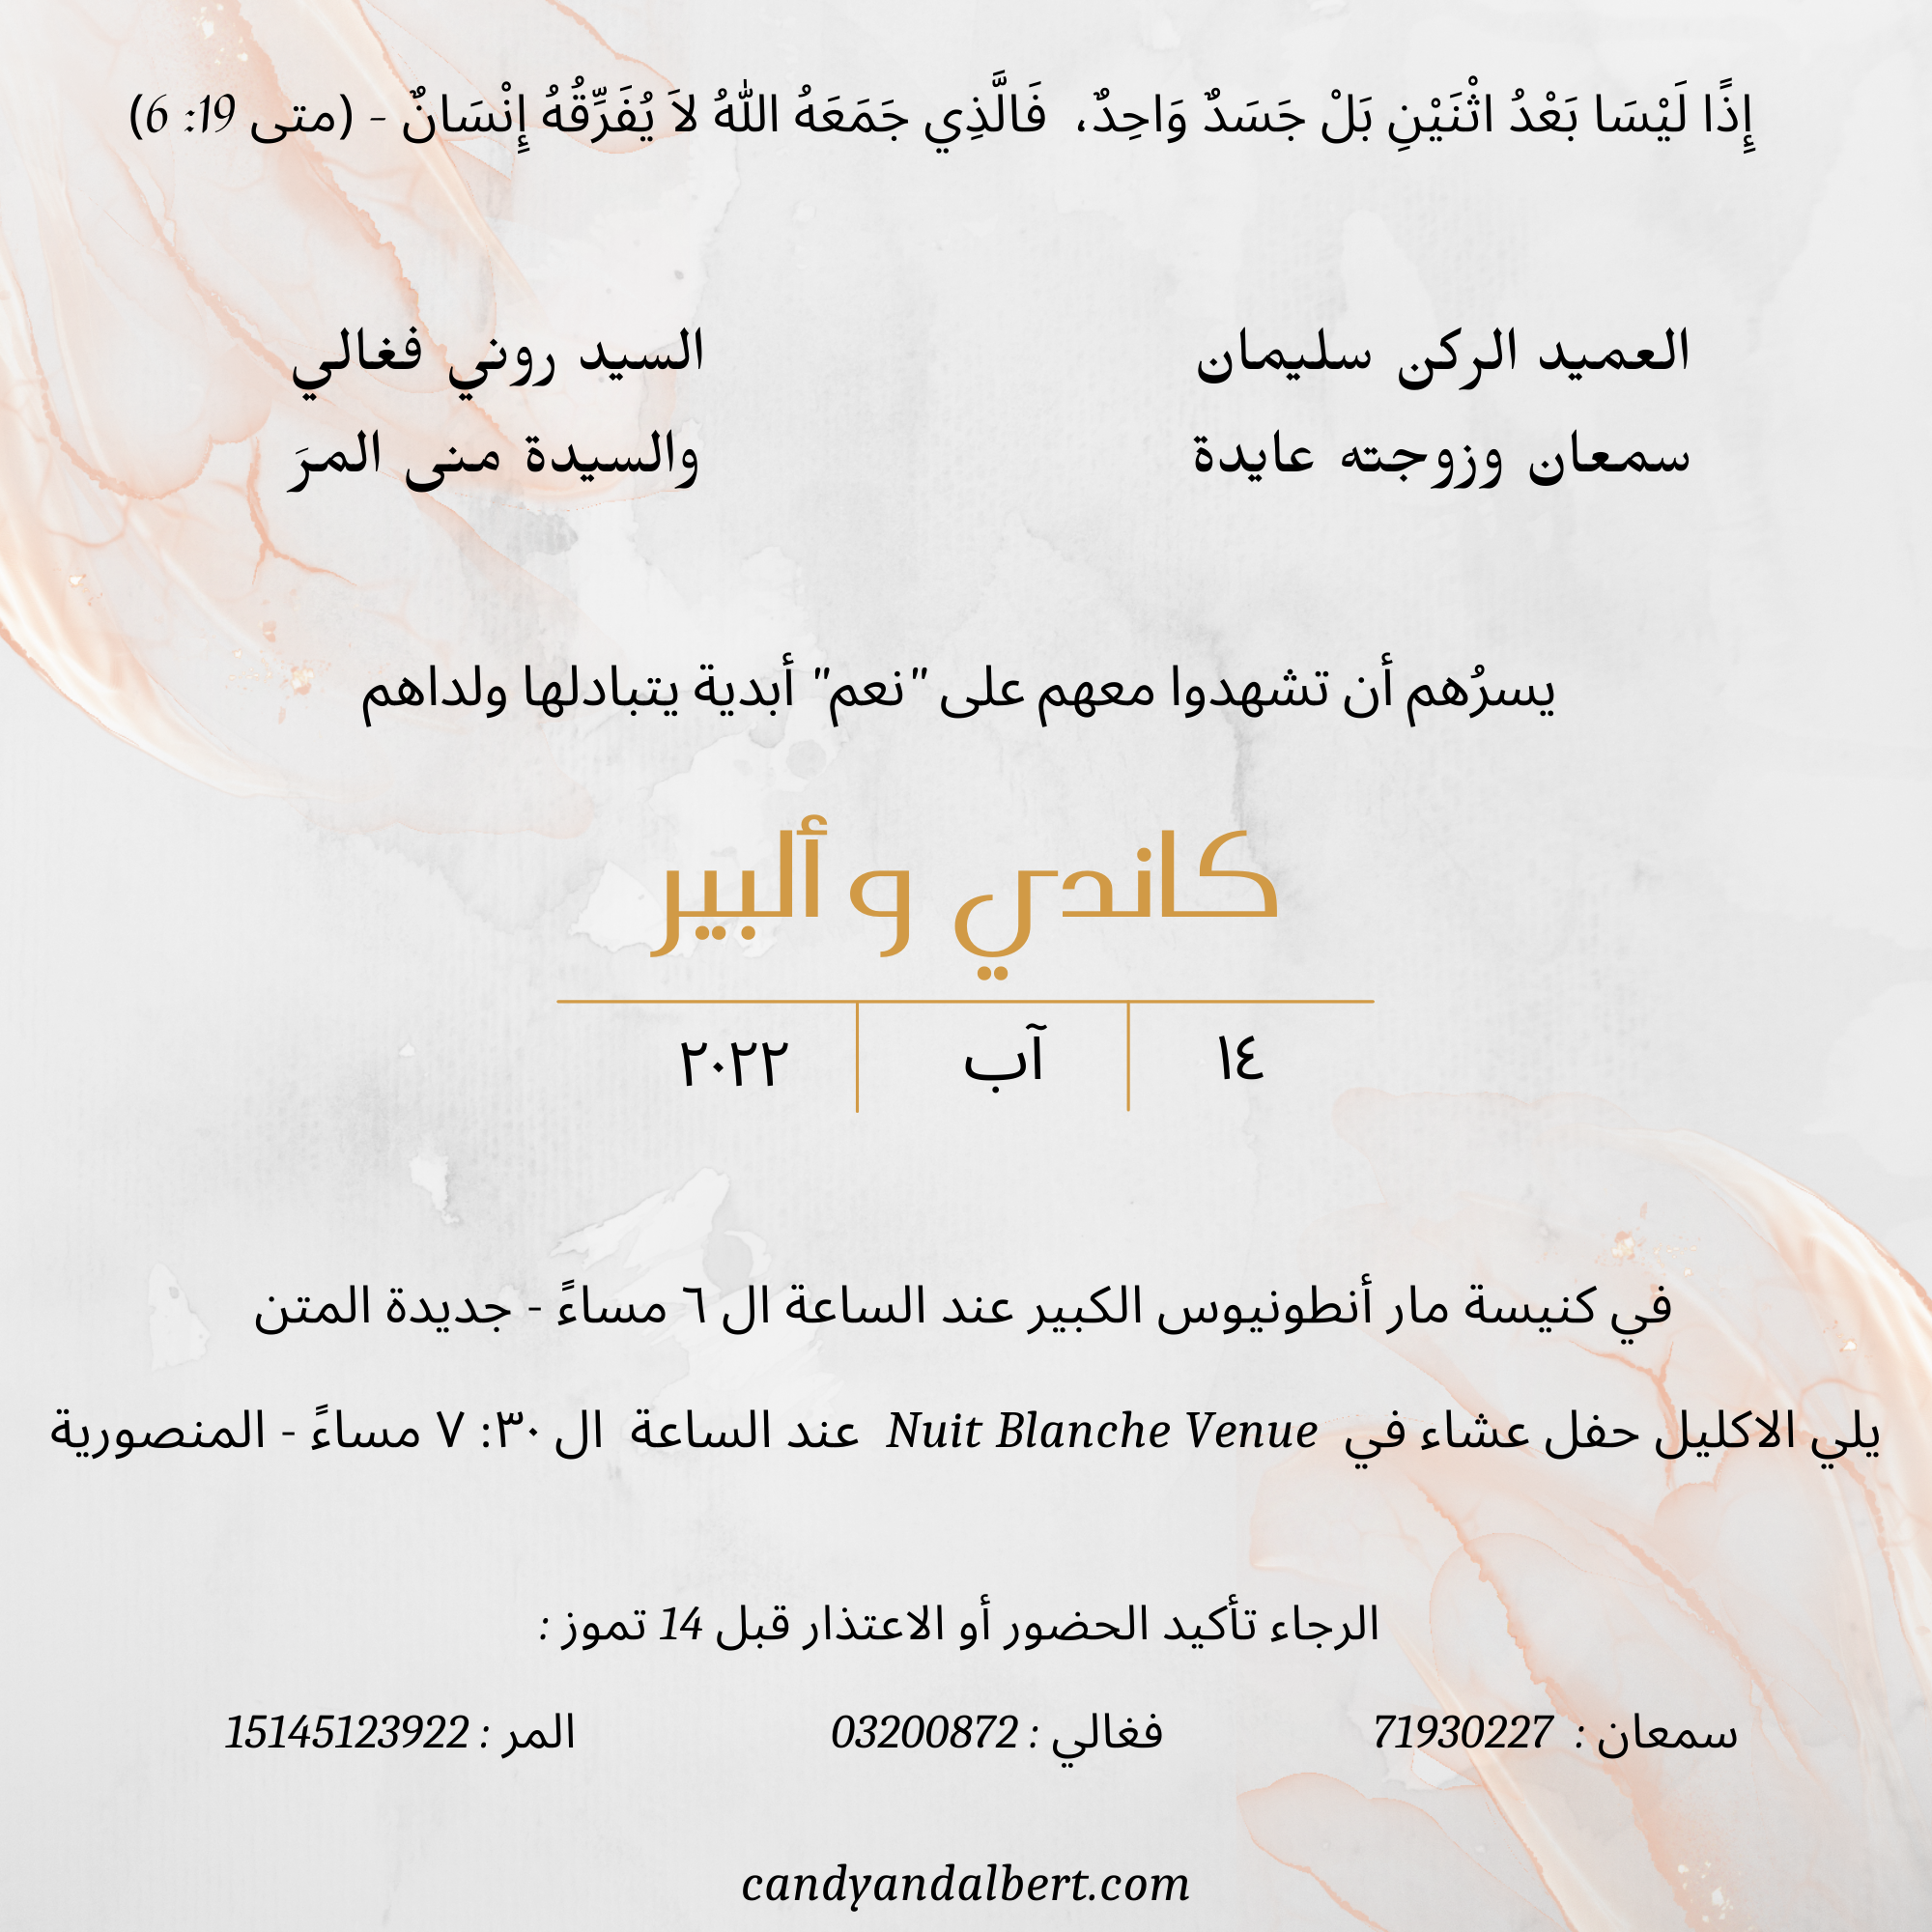 إِذًا لَيْسَا بَعْدُ اثْنَيْنِ بَلْ جَسَدٌ وَاحِدٌ، فَالَّذِي جَمَعَهُ اللهُ لاَ يُفَرِّقُهُ إِنْسَانٌ - (متى 19: 6)
العميد الركن سليمان
سمعان وزوجته عايدة
السيد روني فغالي
والسيدة منى المرَ
يسرُهم أن تشهدوا معهم على "نعم" أبدية يتبادلها ولداهم
كاندي و ألبير
١٤ آب ٢٠٢٢
في كنيسة مار أنطونيوس الكبير عند الساعة ال ٦ مساءً - جديدة المتن
يلي الاكليل حفل عشاء في Nuit Blanche Venue عند الساعة ال ٣٠: ٧ مساءً - المنصورية
الرجاء تأكيد الحضور أو الاعتذار قبل 14 تموز :
سمعان : 71930227 فغالي : 03200872 المر : 15145123922
candyandalbert.com